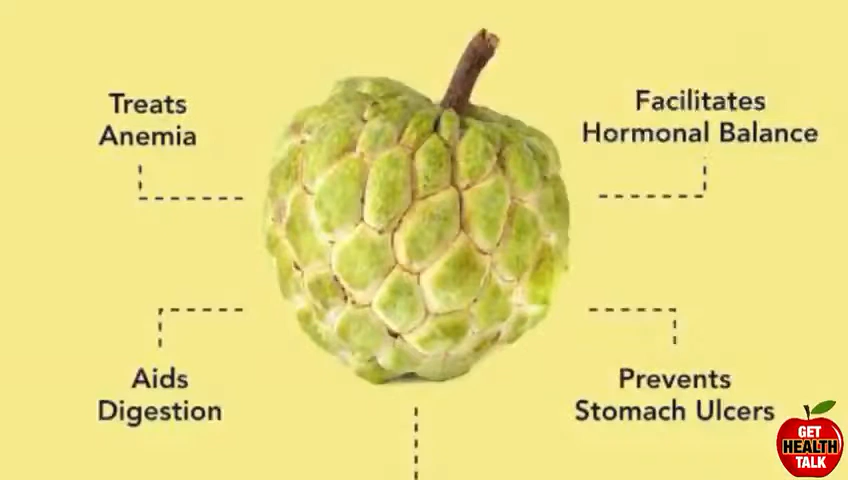 Treats
Anemia
Facilitates
Hormonal Balance
Aids
Digestion
Prevents
Stomach Ulcers
GET
HEALTH
TALK